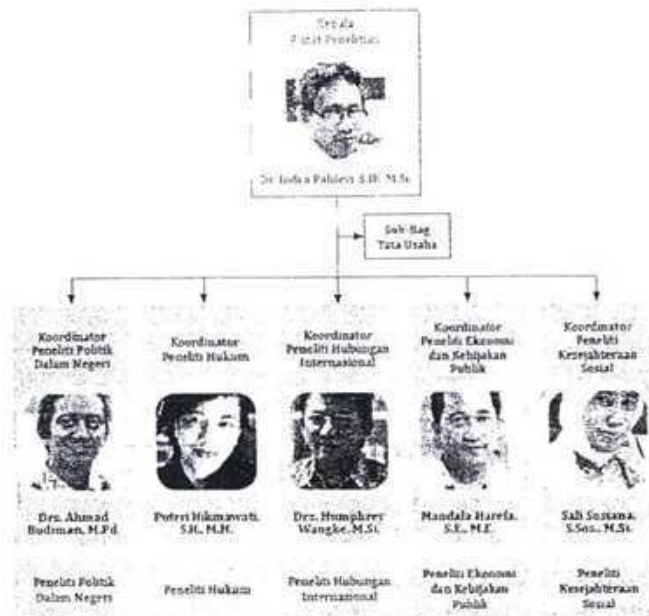 Kepala
Pusat Penelitian
Dr. Indra Pahlevi, S.IP, M.Si.
Sub-Bag
Tata Usaha
Koordinator
Peneliti Politik
Dalam Negeri
Koordinator
Peneliti Hukum
Koordinator
Peneliti Hubungan
Internasional
Koordinator
Peneliti Ekonomi
dan Kebijakan
Publik
Koordinator
Peneliti
Kesejahteraan
Sosial
Drs. Ahmad
Budiman, M.Pd
Puteri Hikmawati,
S.H., M.H.
Drs. Humphrey
Wangke, M.Si.
Mandala Harefa,
S.E., M.E.
Sali Susiana,
S.Sos., M.Si.
Peneliti Politik
Dalam Negeri
Peneliti Hukum
Peneliti Hubungan
Internasional
Peneliti Ekonomi
dan Kebijakan
Publik
Peneliti
Kesejahteraan
Sosial